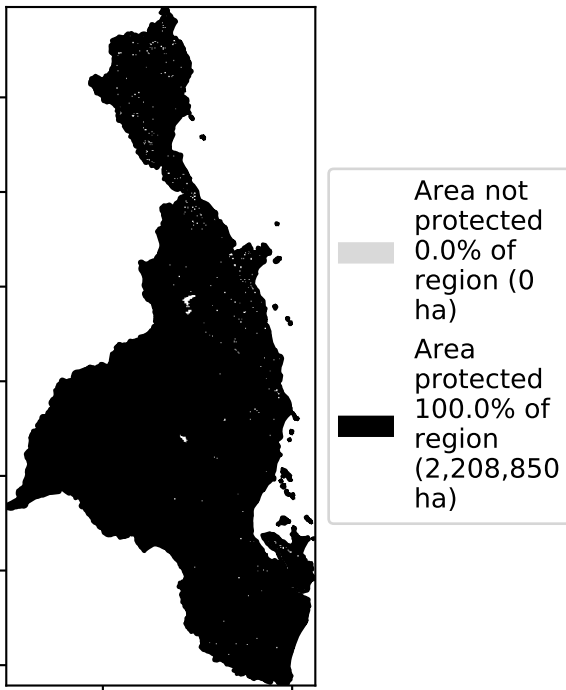 Area not
protected
0.0% of
region (0
ha)
Area
protected
100.0% of
region
(2,208,850
ha)